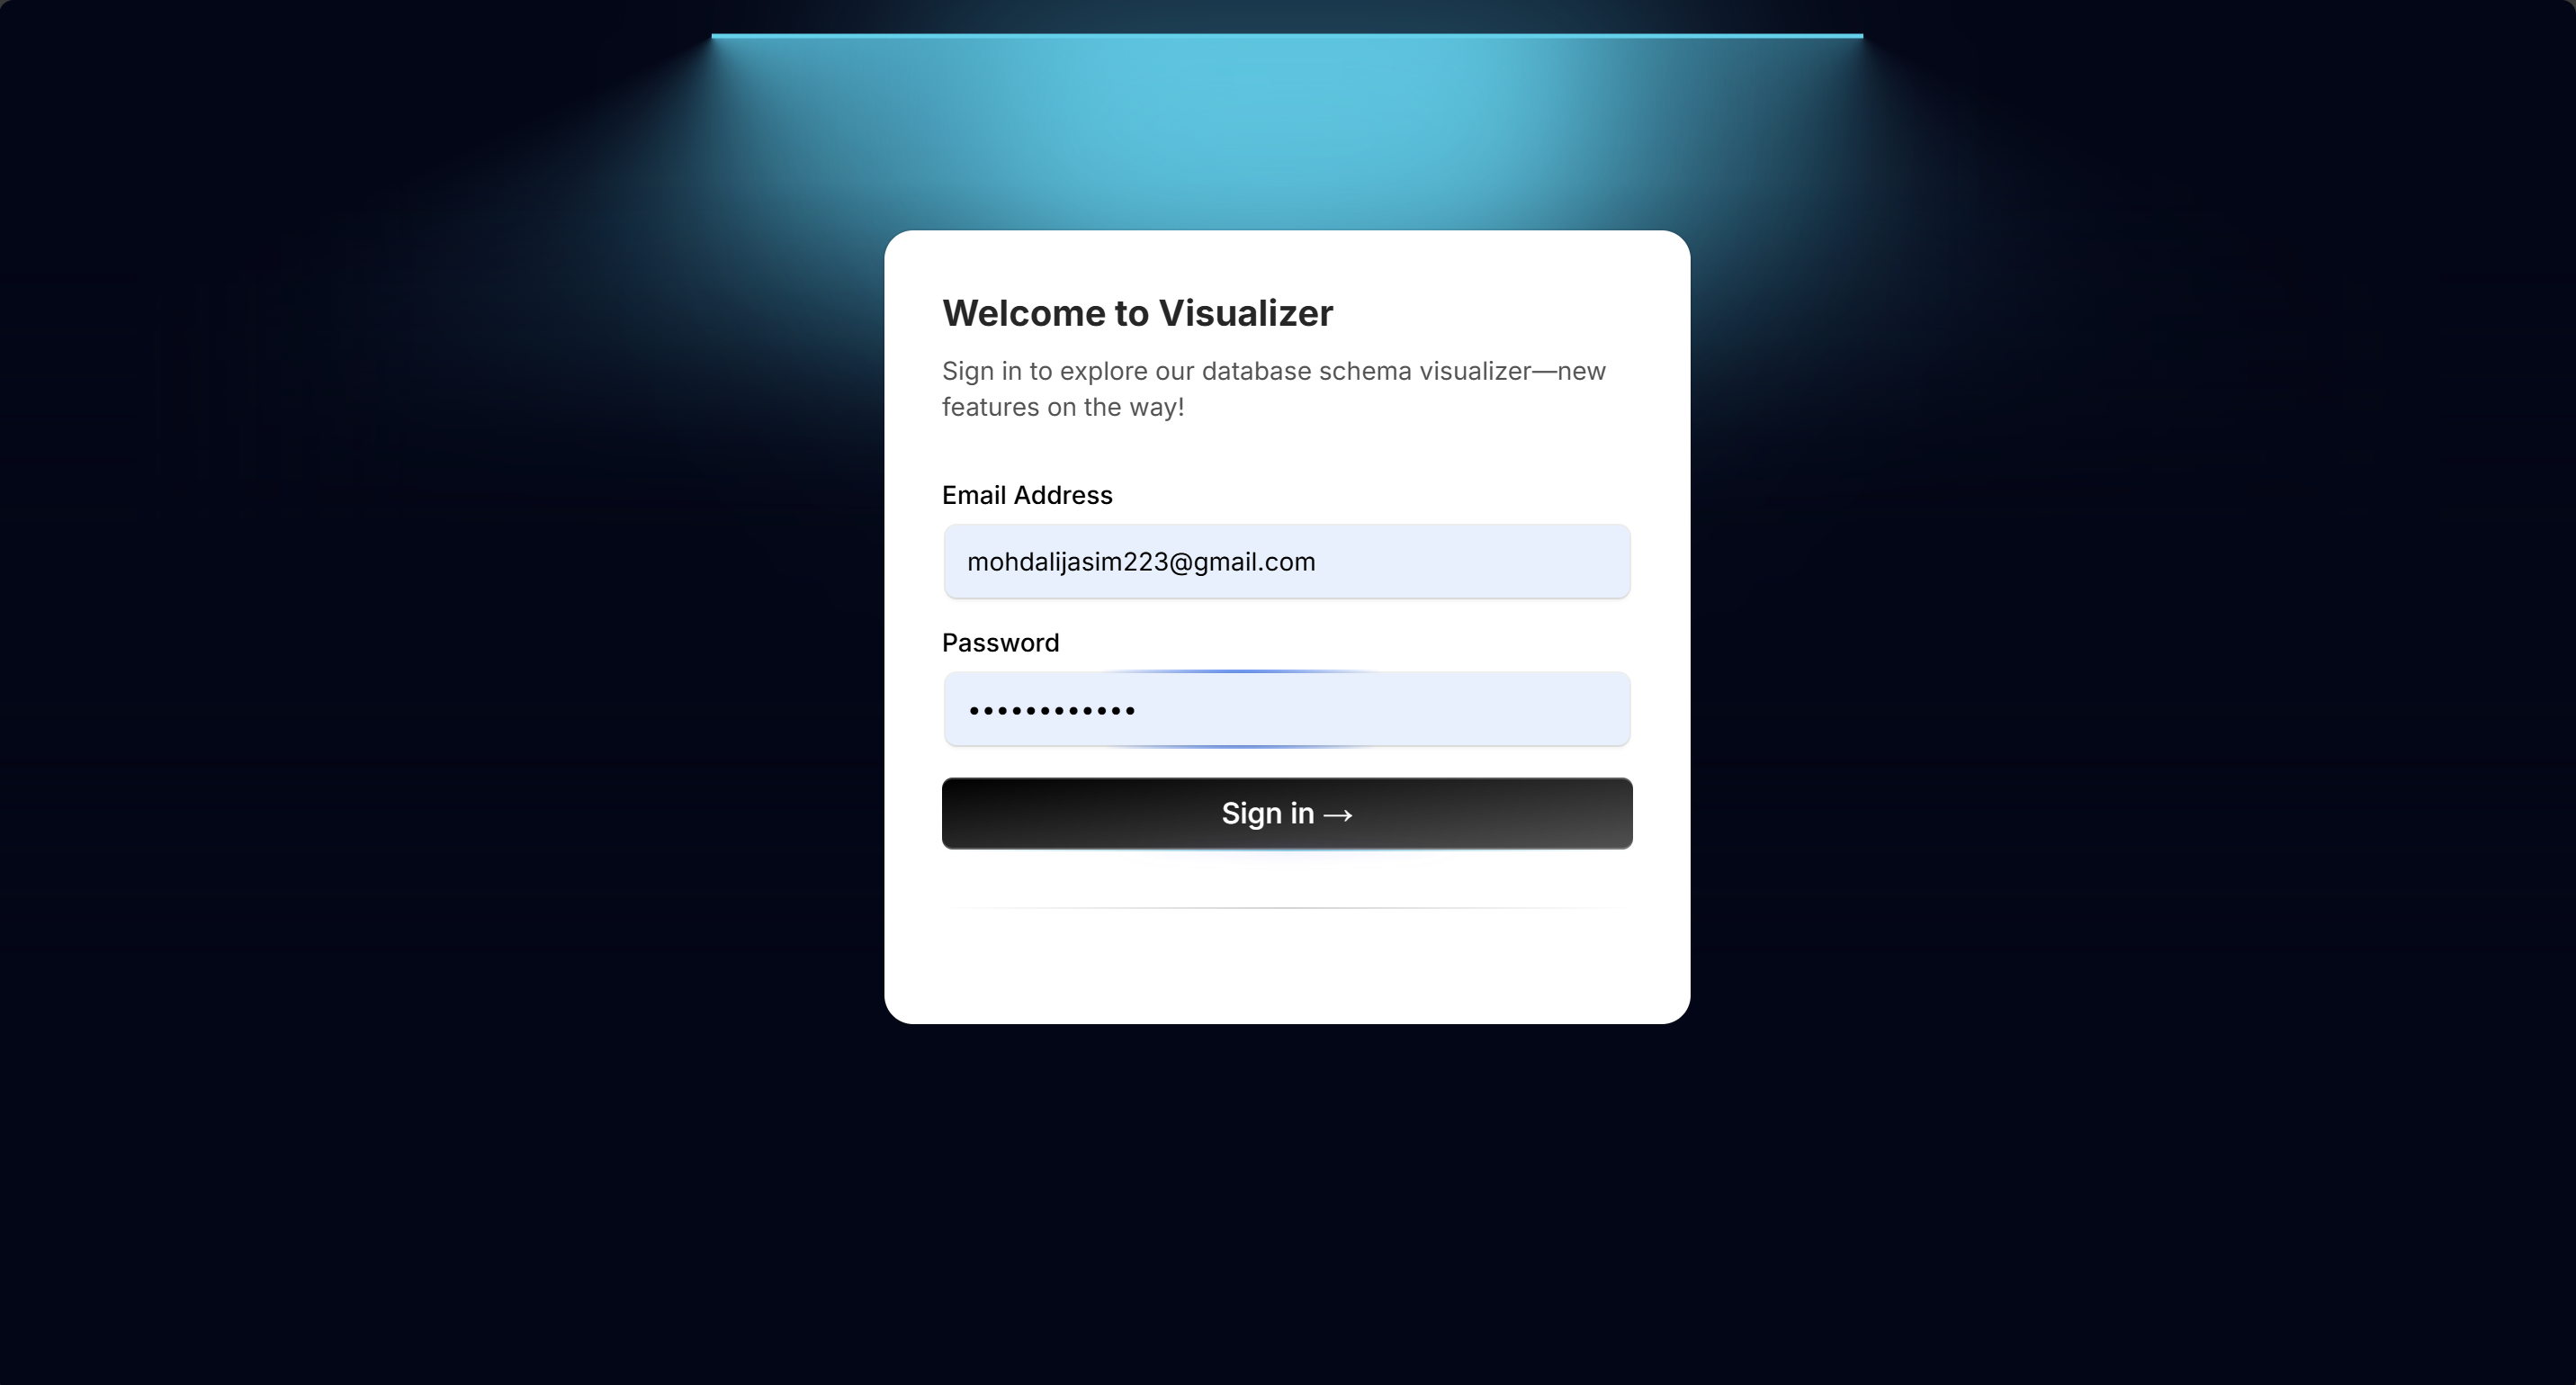 Welcome to Visualizer
Sign in to explore our database schema visualizer—new
features on the way!
Email Address
mohdalijasim223@gmail.com
Password
••••••••••••
Sign in →